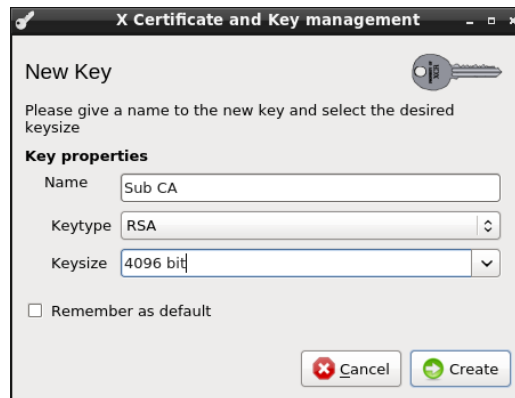 X Certificate and Key management
New Key
Please give a name to the new key and select the desired
keysize
Key properties
Name Sub CA
Keytype RSA
Keysize 4096 bit
Remember as default
Cancel Create